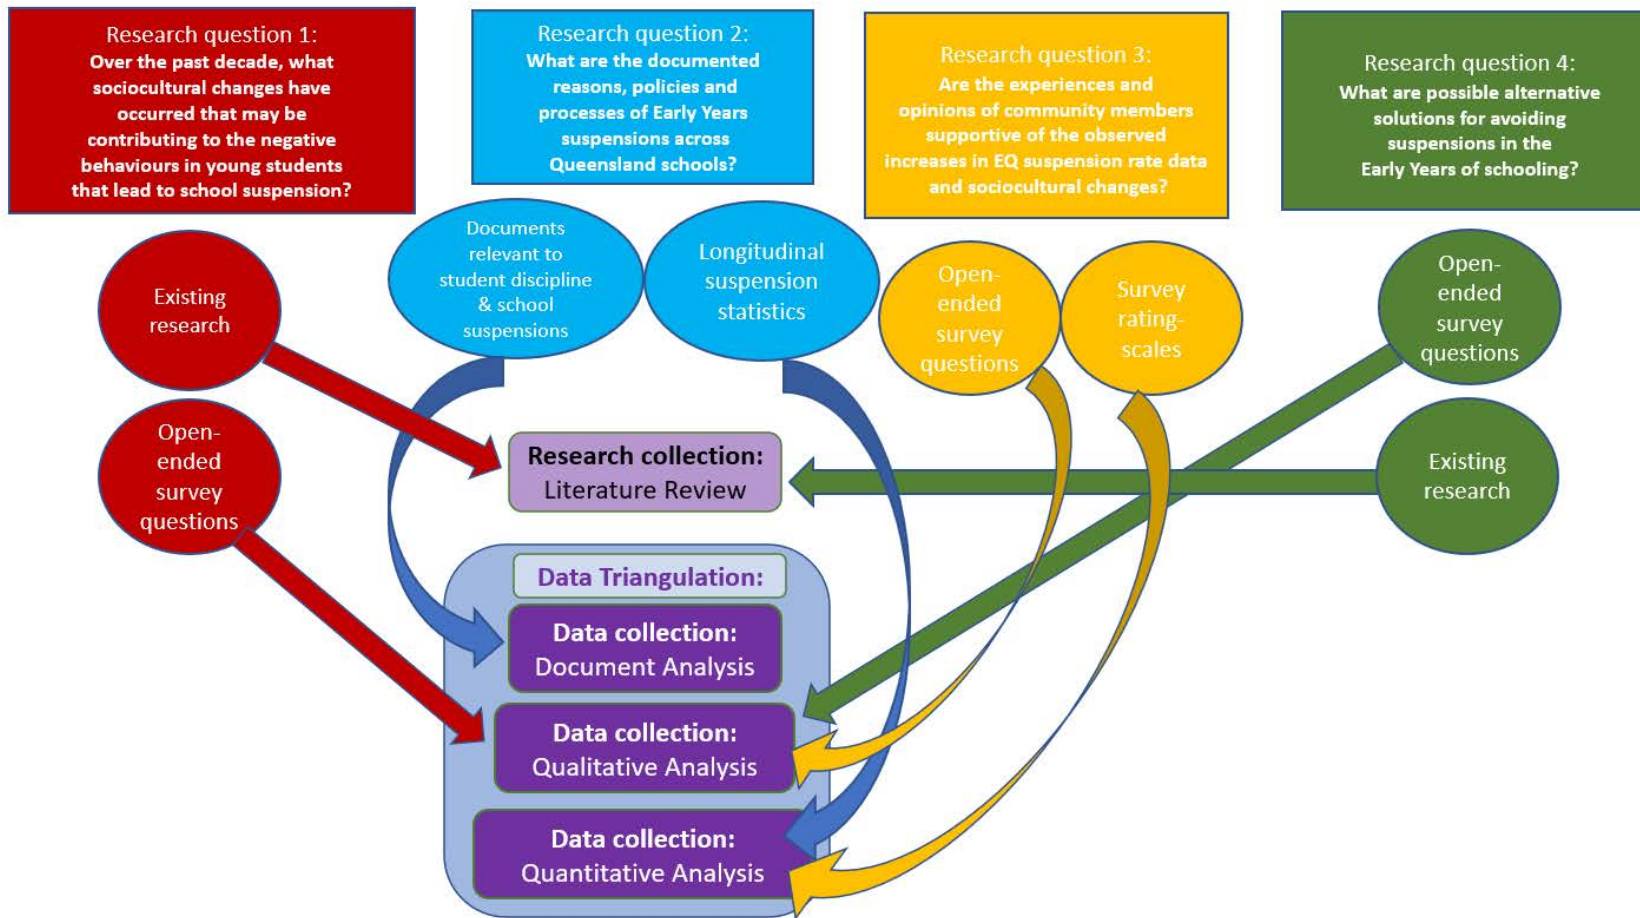 Research question 1:
Over the past decade, what
sociocultural changes have
occurred that may be
contributing to the negative
behaviours in young students
that lead to school suspension?
Research question 2:
What are the documented
reasons, policies and
processes of Early Years
suspensions across
Queensland schools?
Research question 3:
Are the experiences and
opinions of community members
supportive of the observed
increases in EQ suspension rate data
and sociocultural changes?
Research question 4:
What are possible alternative
solutions for avoiding
suspensions in the
Early Years of schooling?
Existing
research
Open-
ended
survey
questions
Documents
relevant to
student discipline
& school
suspensions
Longitudinal
suspension
statistics
Open-
ended
survey
questions
Survey
rating-
scales
Open-
ended
survey
questions
Existing
research
Research collection:
Literature Review
Data Triangulation:
Data collection:
Document Analysis
Data collection:
Qualitative Analysis
Data collection:
Quantitative Analysis